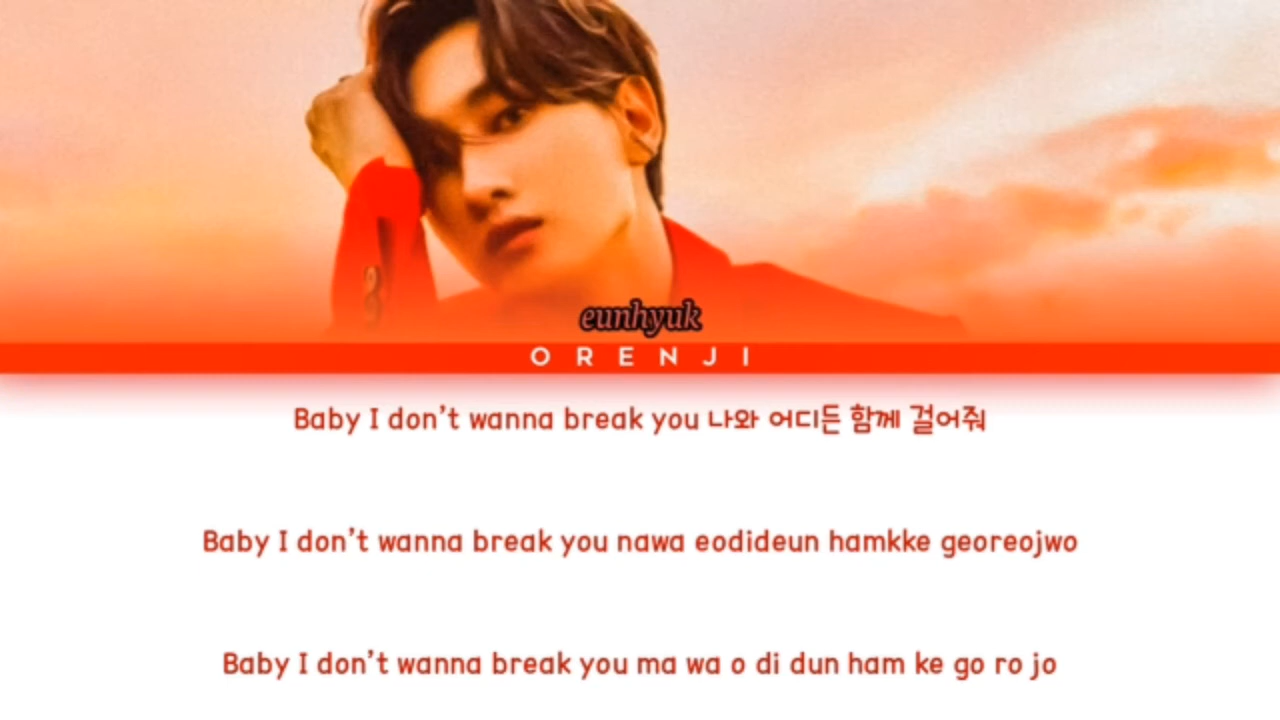 eunhyuk
ORENJI
Baby I don't wanna break you 나와 어디든 함께 걸어줘
Baby I don't wanna break you nawa eodideun hamkke georeojwo
Baby I don't wanna break you ma wa o di dun ham ke go ro jo